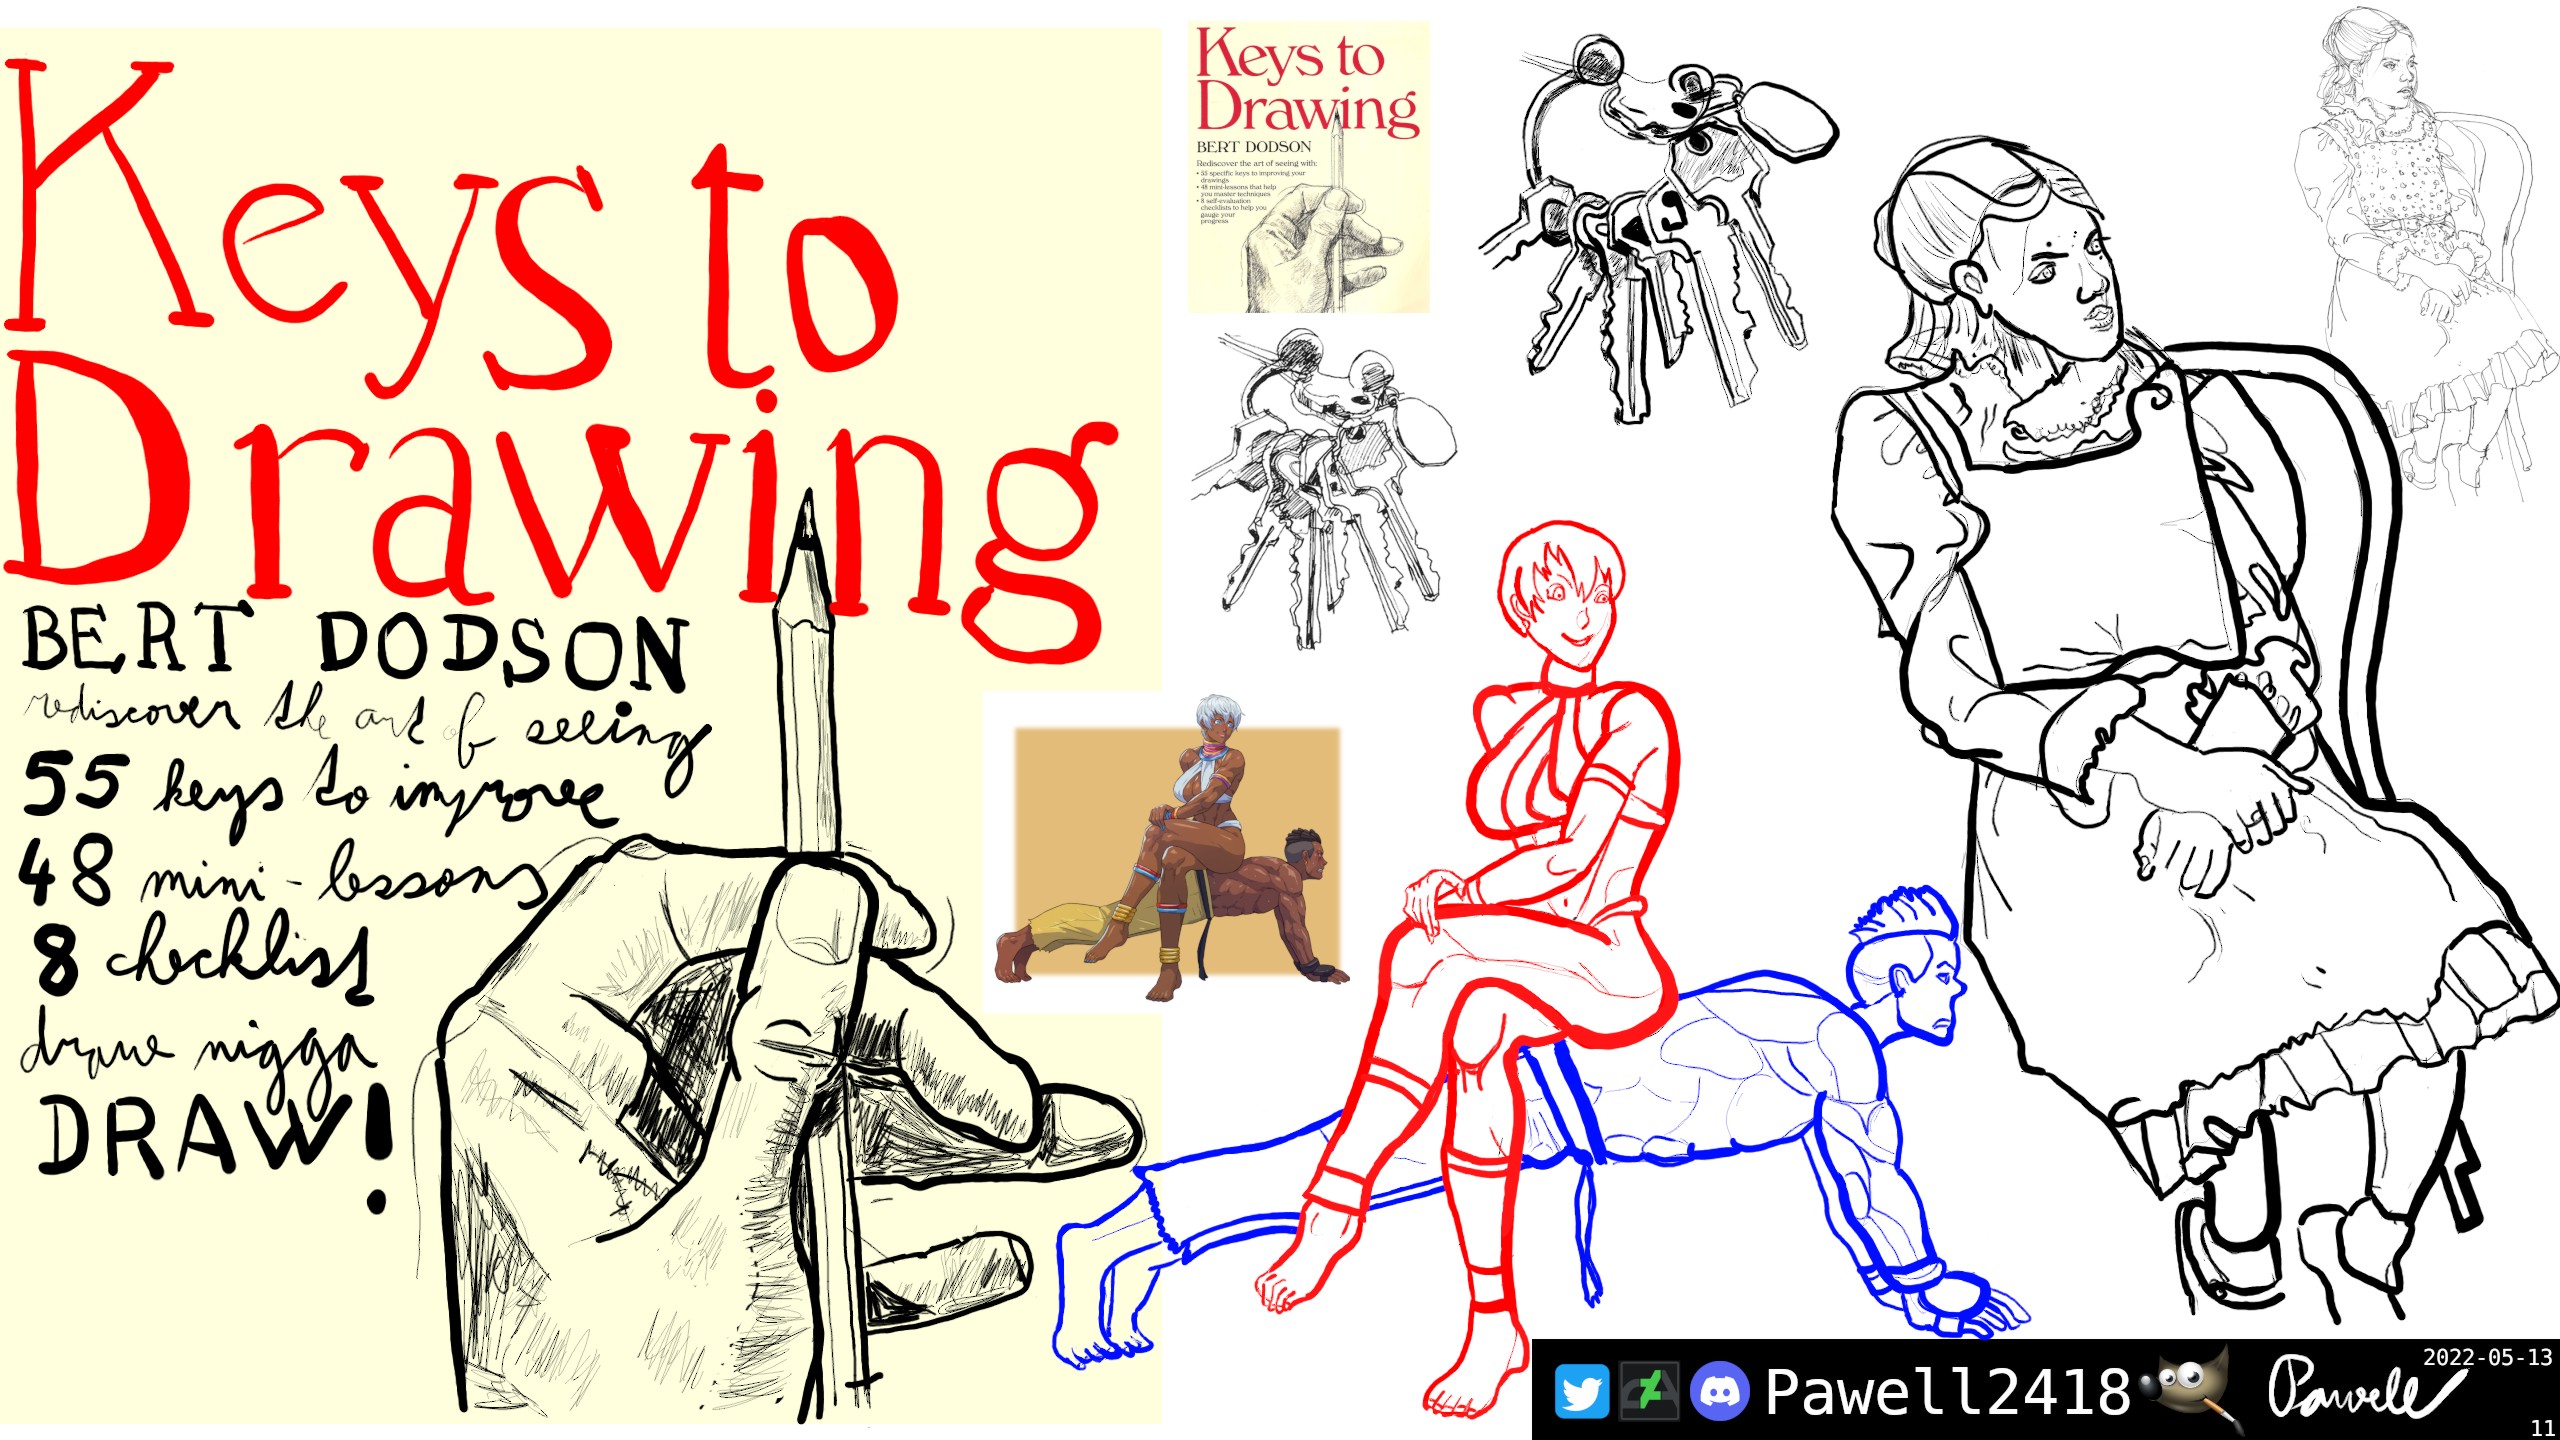 Keys to
Drawing
BERT DODSON
rediscover the art of seeing
55 keys to improve
48 mini-lessons
8 checklist
draw nigga
DRAW!
Keys to
Drawing
BERT DODSON
Rediscover the art of seeing with:
• 55 specific keys to improving your
drawings
• 48 mini-lessons that help
you master techniques
• 8 self-evaluation
checklists to help you
gauge your
progress
Pawell2418
Pawell
2022-05-13
11